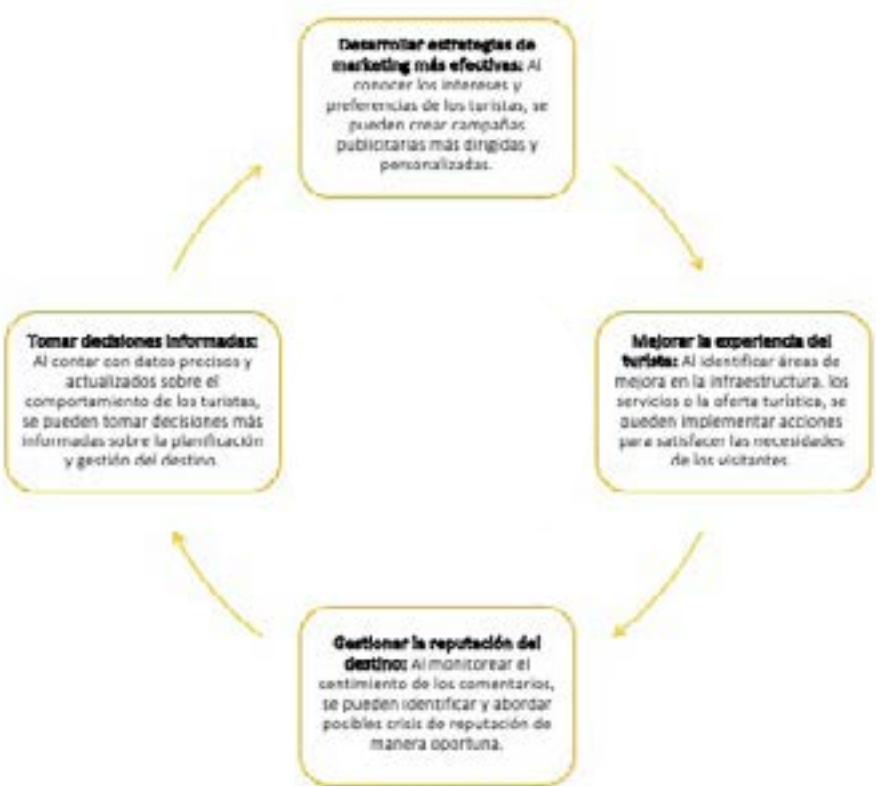 Desarrollar estrategias de
marketing más efectivas: Al
conocer los intereses y
preferencias de los turistas, se
pueden crear campañas
publicitarias más dirigidas y
personalizadas.
Mejorar la experiencia del
turista: Al identificar áreas de
mejora en la infraestructura, los
servicios o la oferta turística, se
pueden implementar acciones
para satisfacer las necesidades
de los visitantes.
Gestionar la reputación del
destino: Al monitorear el
sentimiento de los comentarios,
se pueden identificar y abordar
posibles crisis de reputación de
manera oportuna.
Tomar decisiones informadas:
Al contar con datos precisos y
actualizados sobre el
comportamiento de los turistas,
se pueden tomar decisiones más
informadas sobre la planificación
y gestión del destino.